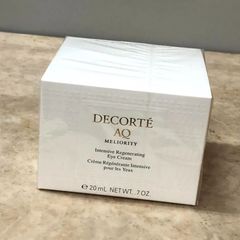 DECORTÉ
AQ
MELIORITY
Intensive Regenerating
Eye Cream
Crème Régénérante Intensive
pour les Yeux
℮ 20 mL NET WT. .7 OZ.